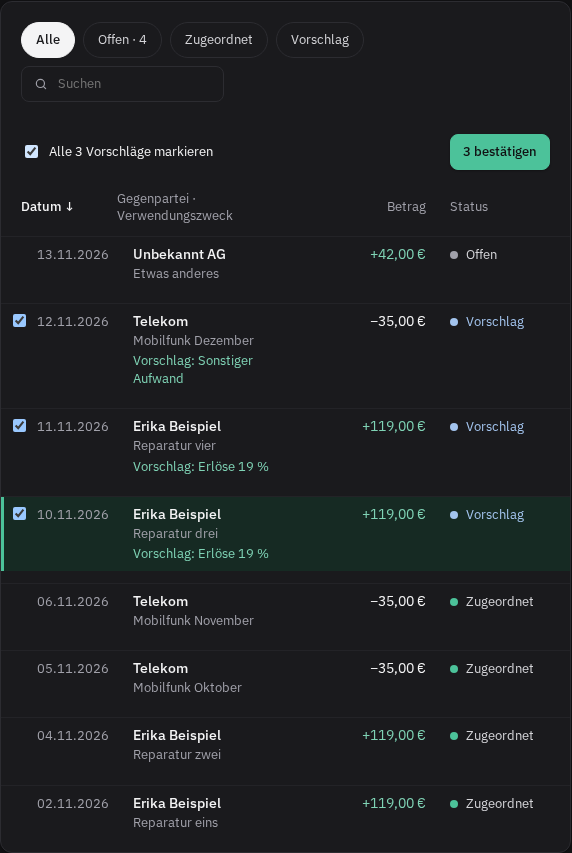 Alle Offen · 4 Zugeordnet Vorschlag
Suchen
Alle 3 Vorschläge markieren 3 bestätigen
Datum ↓ Gegenpartei · Verwendungszweck Betrag Status
13.11.2026 Unbekannt AG +42,00 € Offen
Etwas anderes
12.11.2026 Telekom −35,00 € Vorschlag
Mobilfunk Dezember
Vorschlag: Sonstiger
Aufwand
11.11.2026 Erika Beispiel +119,00 € Vorschlag
Reparatur vier
Vorschlag: Erlöse 19 %
10.11.2026 Erika Beispiel +119,00 € Vorschlag
Reparatur drei
Vorschlag: Erlöse 19 %
06.11.2026 Telekom −35,00 € Zugeordnet
Mobilfunk November
05.11.2026 Telekom −35,00 € Zugeordnet
Mobilfunk Oktober
04.11.2026 Erika Beispiel +119,00 € Zugeordnet
Reparatur zwei
02.11.2026 Erika Beispiel +119,00 € Zugeordnet
Reparatur eins